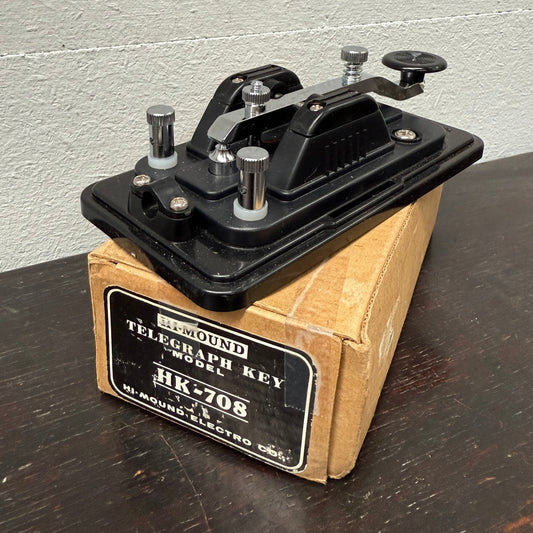 HI-MOUND
TELEGRAPH KEY
MODEL
HK-708
HI-MOUND ELECTRO CO.,